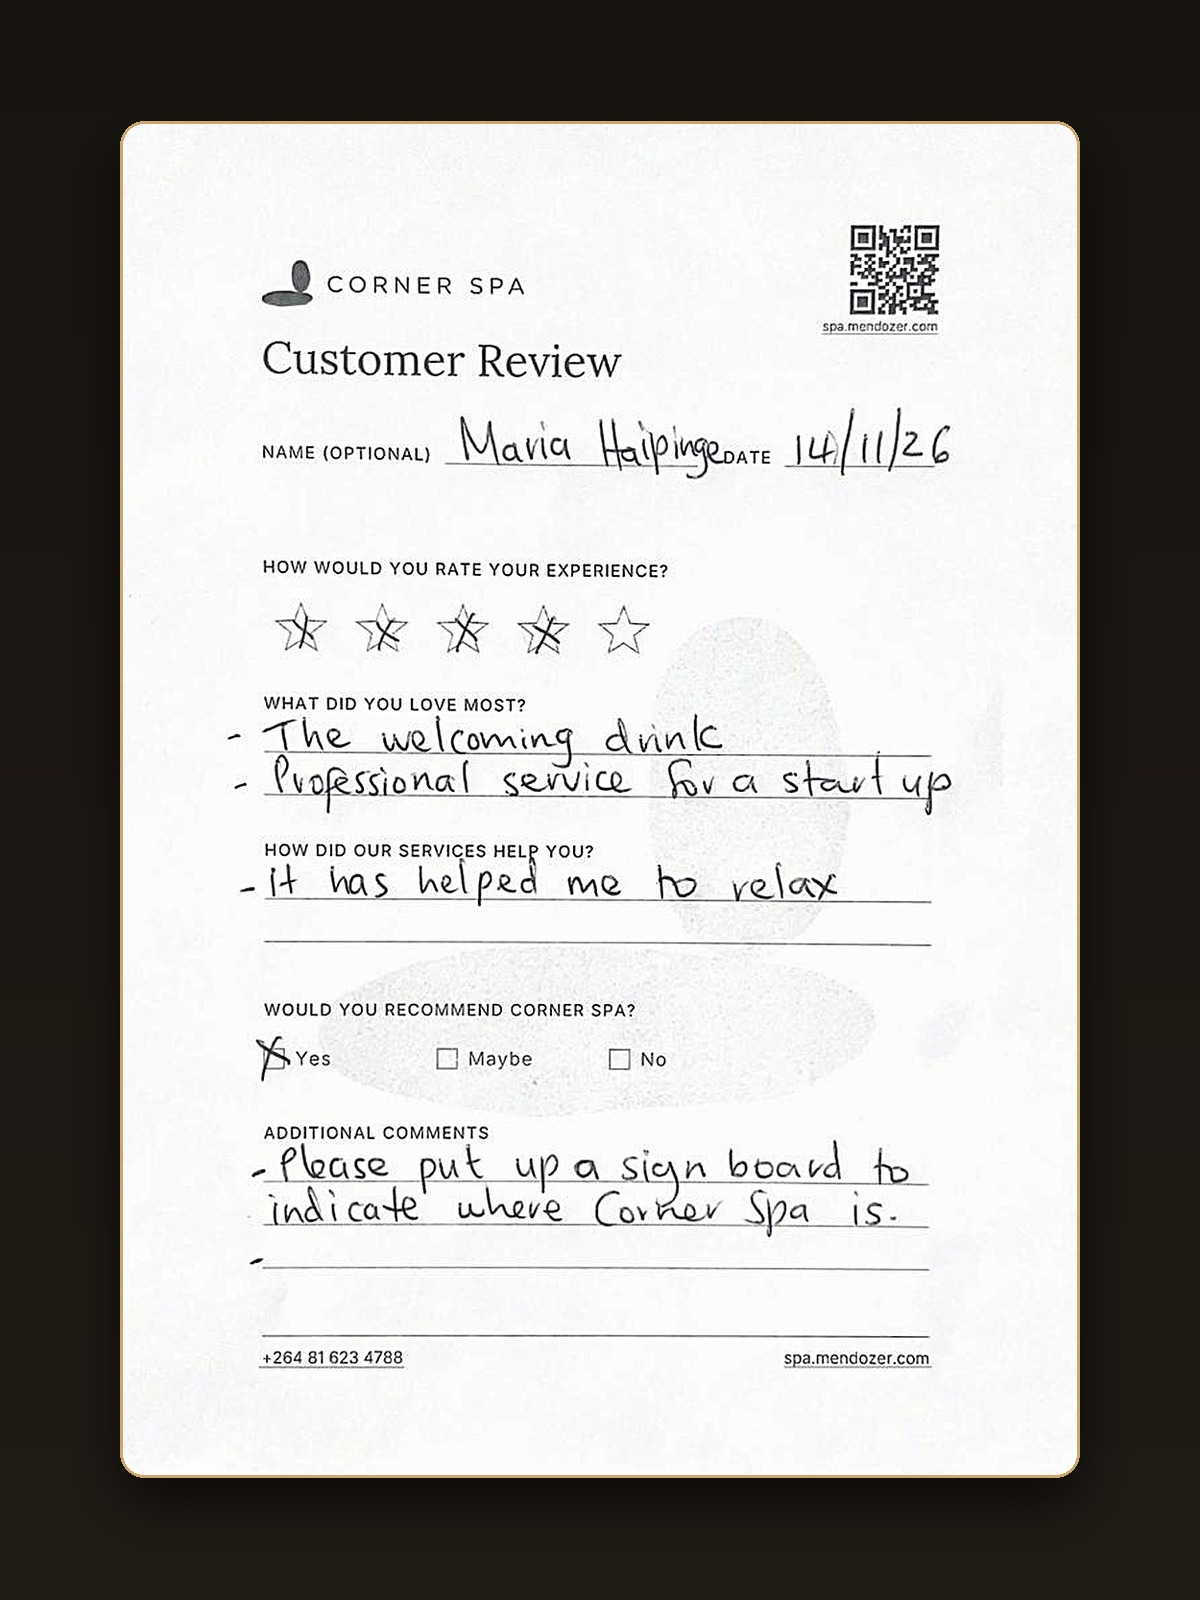 CORNER SPA
spa.mendozer.com
Customer Review
NAME (OPTIONAL) Maria Haipinge DATE 14/11/26
HOW WOULD YOU RATE YOUR EXPERIENCE?
WHAT DID YOU LOVE MOST?
- The welcoming drink
- Professional service for a start up
HOW DID OUR SERVICES HELP YOU?
- it has helped me to relax
WOULD YOU RECOMMEND CORNER SPA?
Yes Maybe No
ADDITIONAL COMMENTS
- Please put up a sign board to
indicate where Corner Spa is.
-
+264 81 623 4788 spa.mendozer.com